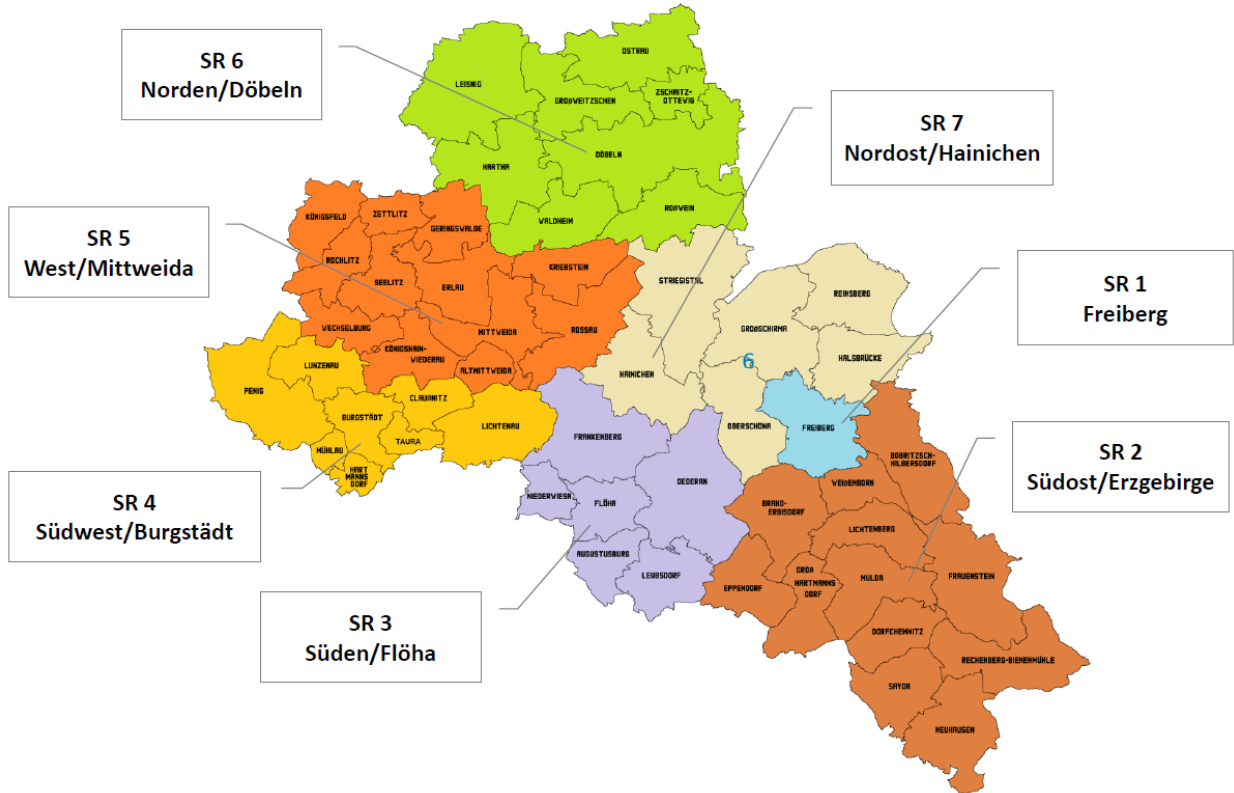 OSTRAU
SR 6
Norden/Döbeln
LEISNIG
ZSCHAITZ-
OTTEWIG
GROßWEITZSCHEN
SR 7
Nordost/Hainichen
DÖBELN
HARTHA
ROßWEIN
KÖNIGSFELD
ZETTLITZ
WALDHEIM
GERINGSWALDE
SR 5
West/Mittweida
ROCHLITZ
KRIEBSTEIN
STRIEGISTAL
SEELITZ
ERLAU
REINSBERG
SR 1
Freiberg
WECHSELBURG
MITTWEIDA
ROSSAU
GROßSCHIRMA
KÖNIGSHAIN-
WIEDERAU
HALSBRÜCKE
6
LUNZENAU
ALTMITTWEIDA
HAINICHEN
PENIG
CLAUßNITZ
BURGSTÄDT
LICHTENAU
FREIBERG
OBERSCHÖNA
TAURA
FRANKENBERG
MÜHLAU
HART
MANNS
DORF
BOBRITZSCH-
HILBERSDORF
SR 2
Südost/Erzgebirge
OEDERAN
WEIßENBORN
NIEDERWIESA
FLÖHA
BRAND-
ERBISDORF
SR 4
Südwest/Burgstädt
LICHTENBERG
AUGUSTUSBURG
LEUBSDORF
GROß
HARTMANNS
DORF
MULDA
FRAUENSTEIN
EPPENDORF
SR 3
Süden/Flöha
DORFCHEMNITZ
RECHENBERG-BIENENMÜHLE
SAYDA
NEUHAUSEN